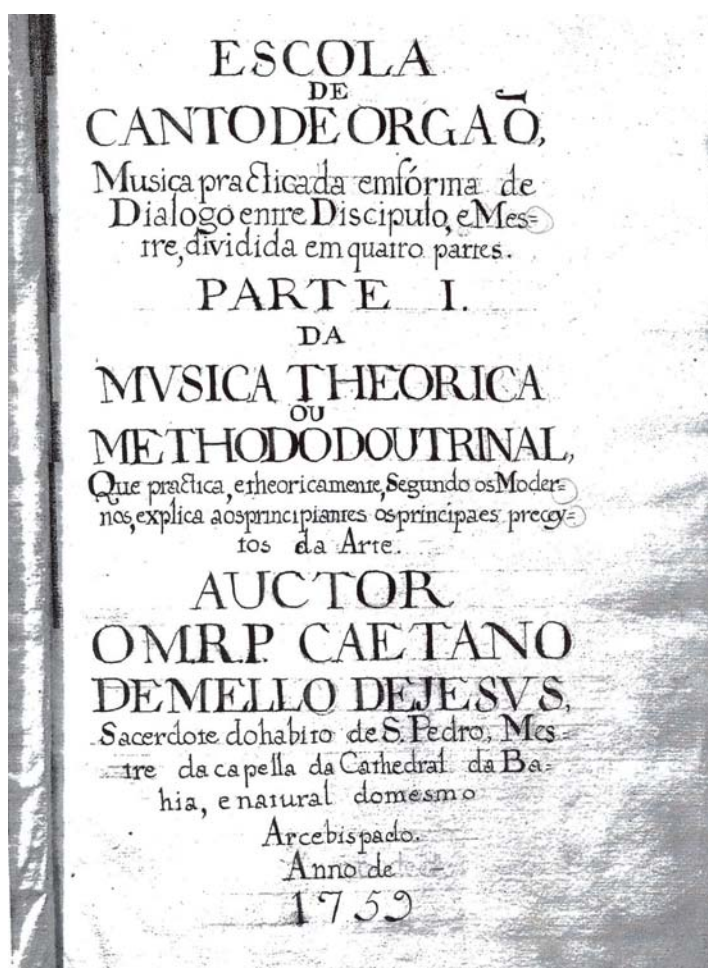 ESCOLA
DE
CANTO DE ORGAÕ,
Musica practicada em fórma de
Dialogo entre Discipulo, e Mes=
tre, dividida em quatro partes.
PARTE I.
DA
MVSICA THEORICA
OU
METHODO DOUTRINAL,
Que practica, e theoricamente, Segundo os Moder=
nos, explica aos principiantes os principaes precey=
tos da Arte.
AUCTOR
O M.R.P. CAETANO
DE MELLO DE JESVS,
Sacerdote do habito de S. Pedro, Mes=
tre da capella da Cathedral da Ba=
hia, e natural do mesmo
Arcebispado.
Anno de
1759